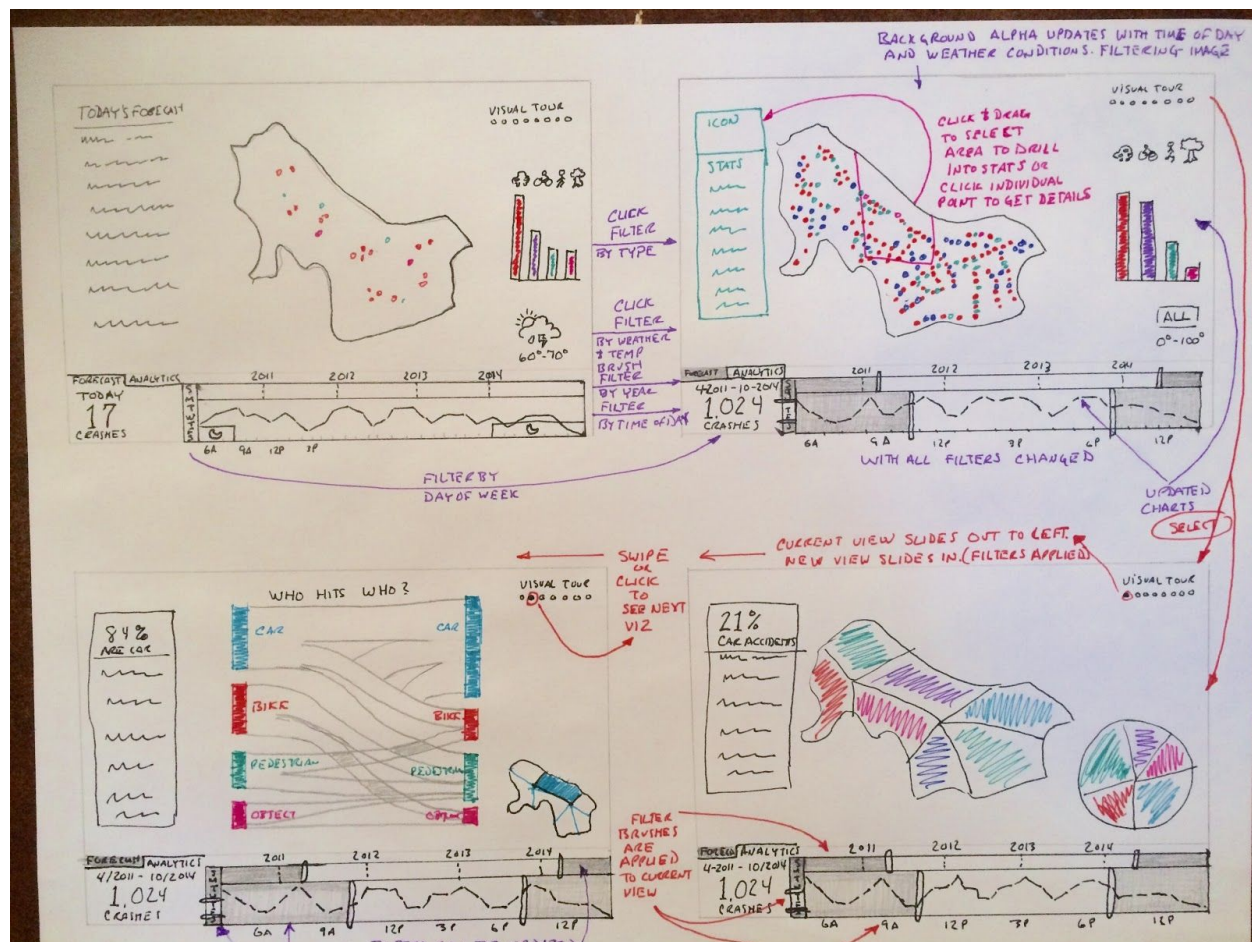 BACKGROUND ALPHA UPDATES WITH TIME OF DAY
AND WEATHER CONDITIONS. FILTERING IMAGE
TODAY'S FORECAST
VISUAL TOUR
60°-70°
FORECAST
ANALYTICS
TODAY
17
CRASHES
2011
2012
2013
2014
6A
9A
12P
3P
CLICK
FILTER
BY TYPE
CLICK
FILTER
BY WEATHER
& TEMP
BRUSH
FILTER
BY YEAR
FILTER
BY TIME OF DAY
FILTER BY
DAY OF WEEK
ICON
STATS
CLICK & DRAG
TO SELECT
AREA TO DRILL
INTO STATS OR
CLICK INDIVIDUAL
POINT TO GET DETAILS
VISUAL TOUR
ALL
0°-100°
FORECAST
ANALYTICS
4-2011-10-2014
1,024
CRASHES
2011
2012
2013
2014
6A
9A
12P
3P
6P
12P
WITH ALL FILTERS CHANGED
UPDATED
CHARTS
SELECT
CURRENT VIEW SLIDES OUT TO LEFT.
NEW VIEW SLIDES IN. (FILTERS APPLIED)
SWIPE
OR
CLICK
TO
SEE NEXT
VIZ
84%
ARE CAR
WHO HITS WHO?
VISUAL TOUR
CAR
BIKE
PEDESTRIAN
OBJECT
CAR
BIKE
PEDESTRIAN
FORECAST
ANALYTICS
4/2011-10/2014
1,024
CRASHES
2011
2012
2013
2014
6A
9A
12P
3P
6P
12P
FILTER
BRUSHES
ARE
APPLIED
TO CURRENT
VIEW
21%
CAR ACCIDENTS
VISUAL TOUR
FORECAST
ANALYTICS
4-2011-10/2014
1,024
CRASHES
2011
2012
2013
2014
6A
9A
12P
3P
6P
12P